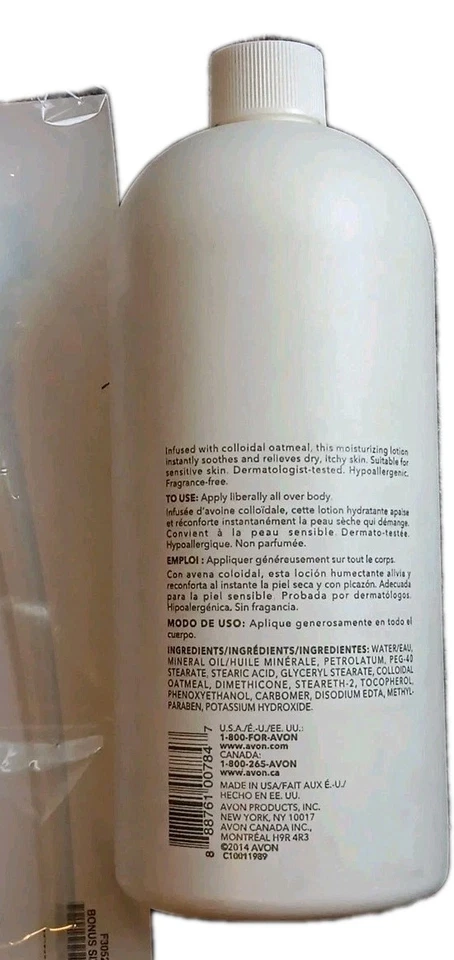 Infused with colloidal oatmeal, this moisturizing lotion
instantly soothes and relieves dry, itchy skin. Suitable for
sensitive skin. Dermatologist-tested. Hypoallergenic.
Fragrance-free.
TO USE: Apply liberally all over body.
Infusée d'avoine colloïdale, cette lotion hydratante apaise
et réconforte instantanément la peau sèche qui démange.
Convient à la peau sensible. Dermato-testée.
Hypoallergique. Non parfumée.
EMPLOI : Appliquer généreusement sur tout le corps.
Con avena coloidal, esta loción humectante alivia y
reconforta al instante la piel seca y con picazón. Adecuada
para la piel sensible. Probada por dermatólogos.
Hipoalergénica. Sin fragancia.
MODO DE USO: Aplique generosamente en todo el
cuerpo.
INGREDIENTS/INGRÉDIENTS/INGREDIENTES: WATER/EAU,
MINERAL OIL/HUILE MINÉRALE, PETROLATUM, PEG-40
STEARATE, STEARIC ACID, GLYCERYL STEARATE, COLLOIDAL
OATMEAL, DIMETHICONE, STEARETH-2, TOCOPHEROL,
PHENOXYETHANOL, CARBOMER, DISODIUM EDTA, METHYL-
PARABEN, POTASSIUM HYDROXIDE.
8 88761 00784 7
U.S.A./É.-U./EE. UU.:
1-800-FOR-AVON
www.avon.com
CANADA:
1-800-265-AVON
www.avon.ca
MADE IN USA/FAIT AUX É.-U./
HECHO EN EE. UU.
AVON PRODUCTS, INC.
NEW YORK, NY 10017
AVON CANADA INC.,
MONTRÉAL H9R 4R3
©2014 AVON
C10011989
BONUS